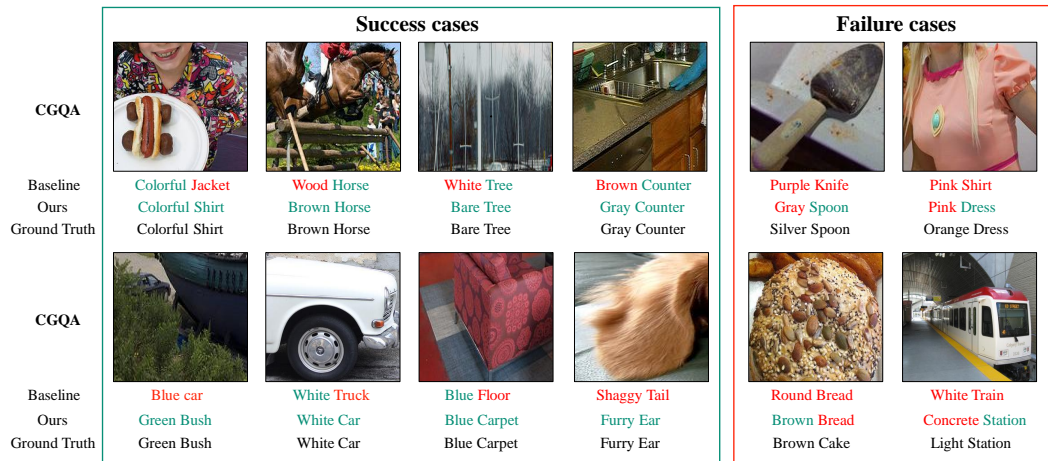 Success cases Failure cases
CGQA
Baseline Colorful Jacket Wood Horse White Tree Brown Counter Purple Knife Pink Shirt
Ours Colorful Shirt Brown Horse Bare Tree Gray Counter Gray Spoon Pink Dress
Ground Truth Colorful Shirt Brown Horse Bare Tree Gray Counter Silver Spoon Orange Dress
CGQA
Baseline Blue car White Truck Blue Floor Shaggy Tail Round Bread White Train
Ours Green Bush White Car Blue Carpet Furry Ear Brown Bread Concrete Station
Ground Truth Green Bush White Car Blue Carpet Furry Ear Brown Cake Light Station